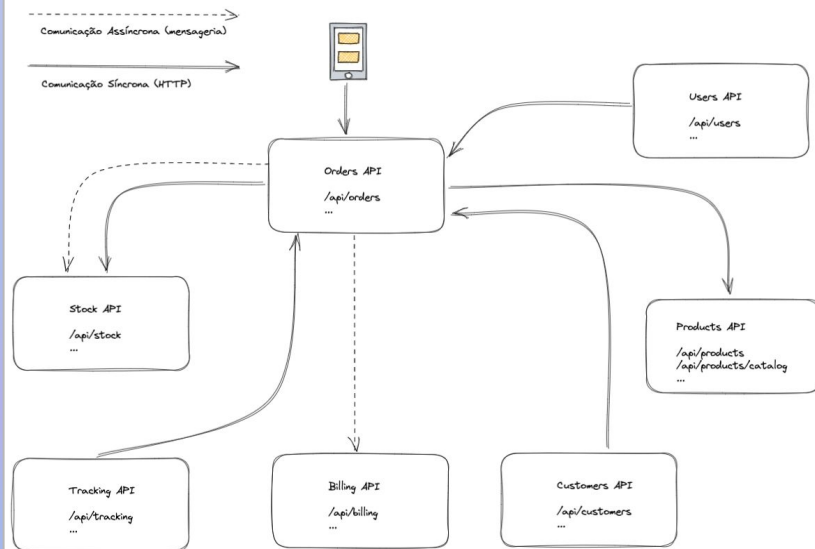 Comunicação Assíncrona (mensageria)
Comunicação Síncrona (HTTP)
Users API
/api/users
...
Orders API
/api/orders
...
Stock API
/api/stock
...
Products API
/api/products
/api/products/catalog
...
Tracking API
/api/tracking
...
Billing API
/api/billing
...
Customers API
/api/customers
...